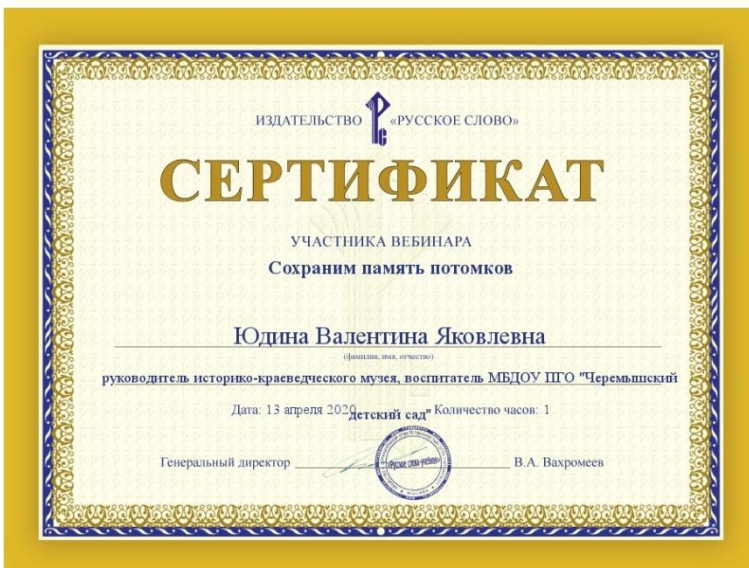 ИЗДАТЕЛЬСТВО «РУССКОЕ СЛОВО»
СЕРТИФИКАТ
УЧАСТНИКА ВЕБИНАРА
Сохраним память потомков
Юдина Валентина Яковлевна
(фамилия, имя, отчество)
руководитель историко-краеведческого музея, воспитатель МБДОУ ПГО "Черемышский
детский сад"
Дата: 13 апреля 2020 Количество часов: 1
Генеральный директор В.А. Вахромеев